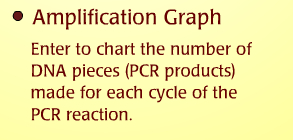 • Amplification Graph
Enter to chart the number of
DNA pieces (PCR products)
made for each cycle of the
PCR reaction.